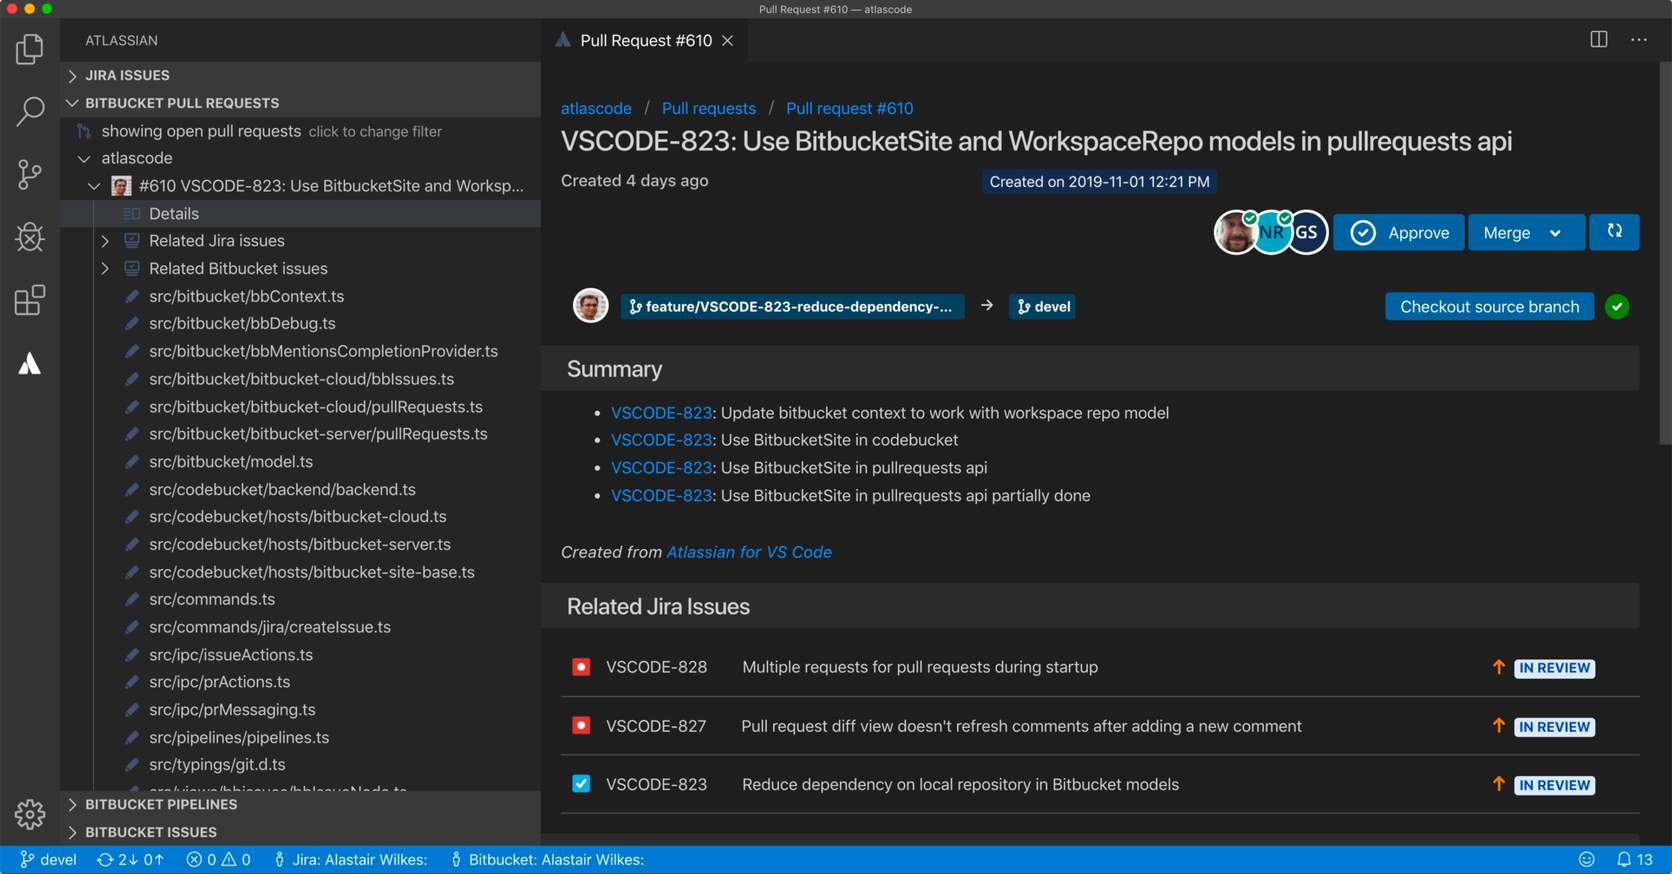 Pull Request #610 — atlascode
ATLASSIAN
JIRA ISSUES
BITBUCKET PULL REQUESTS
showing open pull requests click to change filter
atlascode
#610 VSCODE-823: Use BitbucketSite and Worksp...
Details
Related Jira issues
Related Bitbucket issues
src/bitbucket/bbContext.ts
src/bitbucket/bbDebug.ts
src/bitbucket/bbMentionsCompletionProvider.ts
src/bitbucket/bitbucket-cloud/bbIssues.ts
src/bitbucket/bitbucket-cloud/pullRequests.ts
src/bitbucket/bitbucket-server/pullRequests.ts
src/bitbucket/model.ts
src/codebucket/backend/backend.ts
src/codebucket/hosts/bitbucket-cloud.ts
src/codebucket/hosts/bitbucket-server.ts
src/codebucket/hosts/bitbucket-site-base.ts
src/commands.ts
src/commands/jira/createIssue.ts
src/ipc/issueActions.ts
src/ipc/prActions.ts
src/ipc/prMessaging.ts
src/pipelines/pipelines.ts
src/typings/git.d.ts
BITBUCKET PIPELINES
BITBUCKET ISSUES
Pull Request #610
atlascode / Pull requests / Pull request #610
VSCODE-823: Use BitbucketSite and WorkspaceRepo models in pullrequests api
Created 4 days ago
Created on 2019-11-01 12:21 PM
NR GS Approve Merge
feature/VSCODE-823-reduce-dependency-... → devel
Checkout source branch
Summary
• VSCODE-823: Update bitbucket context to work with workspace repo model
• VSCODE-823: Use BitbucketSite in codebucket
• VSCODE-823: Use BitbucketSite in pullrequests api
• VSCODE-823: Use BitbucketSite in pullrequests api partially done
Created from Atlassian for VS Code
Related Jira Issues
VSCODE-828 Multiple requests for pull requests during startup IN REVIEW
VSCODE-827 Pull request diff view doesn't refresh comments after adding a new comment IN REVIEW
VSCODE-823 Reduce dependency on local repository in Bitbucket models IN REVIEW
devel 2↓ 0↑ 0 0 Jira: Alastair Wilkes: Bitbucket: Alastair Wilkes: 13